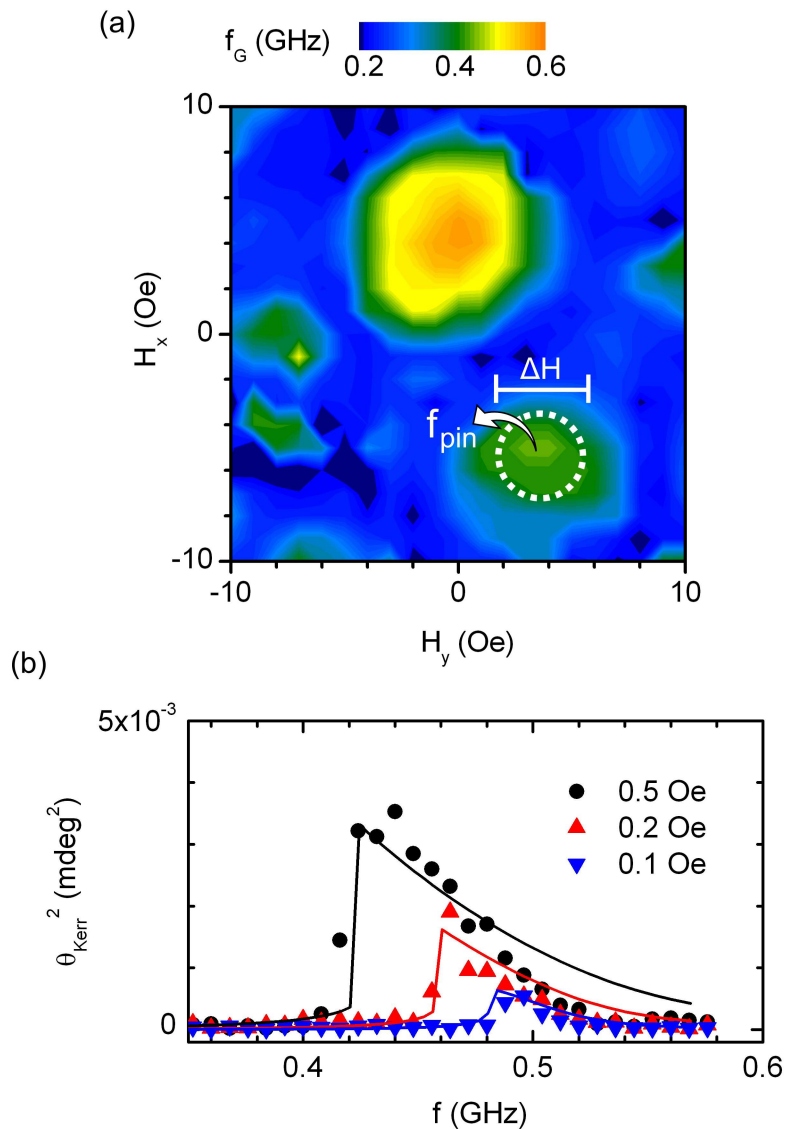 (a)
f_G (GHz)
0.2 0.4 0.6
10
0
-10
H_x (Oe)
ΔH
f_pin
-10 0 10
H_y (Oe)
(b)
5x10^-3
0
θ_Kerr^2 (mdeg^2)
0.5 Oe
0.2 Oe
0.1 Oe
0.4 0.5 0.6
f (GHz)